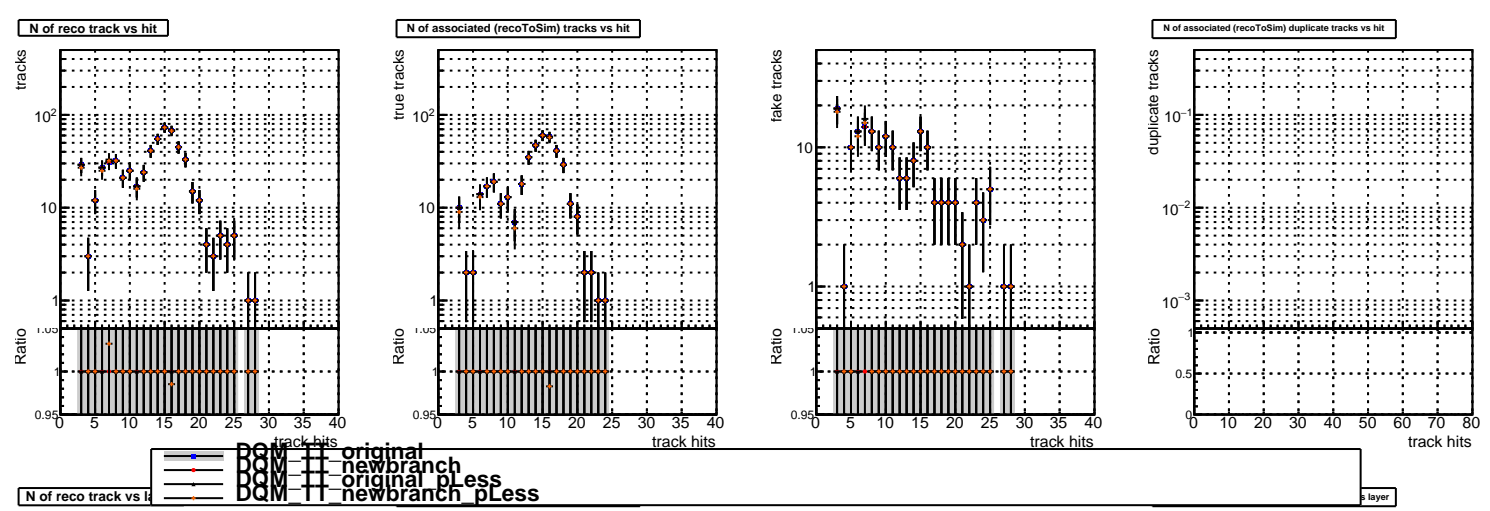 N of reco track vs hit
N of associated (recoToSim) tracks vs hit
N of associated (recoToSim) duplicate tracks vs hit
tracks
10²
10
1
Ratio
1.05
1
0.95
0 5 10 15 20 25 30 35 40
track hits
true tracks
10²
10
1
Ratio
1.05
1
0.95
0 5 10 15 20 25 30 35 40
track hits
fake tracks
10
1
Ratio
1.05
1
0.95
0 5 10 15 20 25 30 35 40
track hits
duplicate tracks
10⁻¹
10⁻²
10⁻³
Ratio
1
0.5
0
0 10 20 30 40 50 60 70 80
track hits
DQM_TT_original
DQM_TT_newbranch
DQM_TT_original_pLess
DQM_TT_newbranch_pLess
N of reco track vs la
s layer